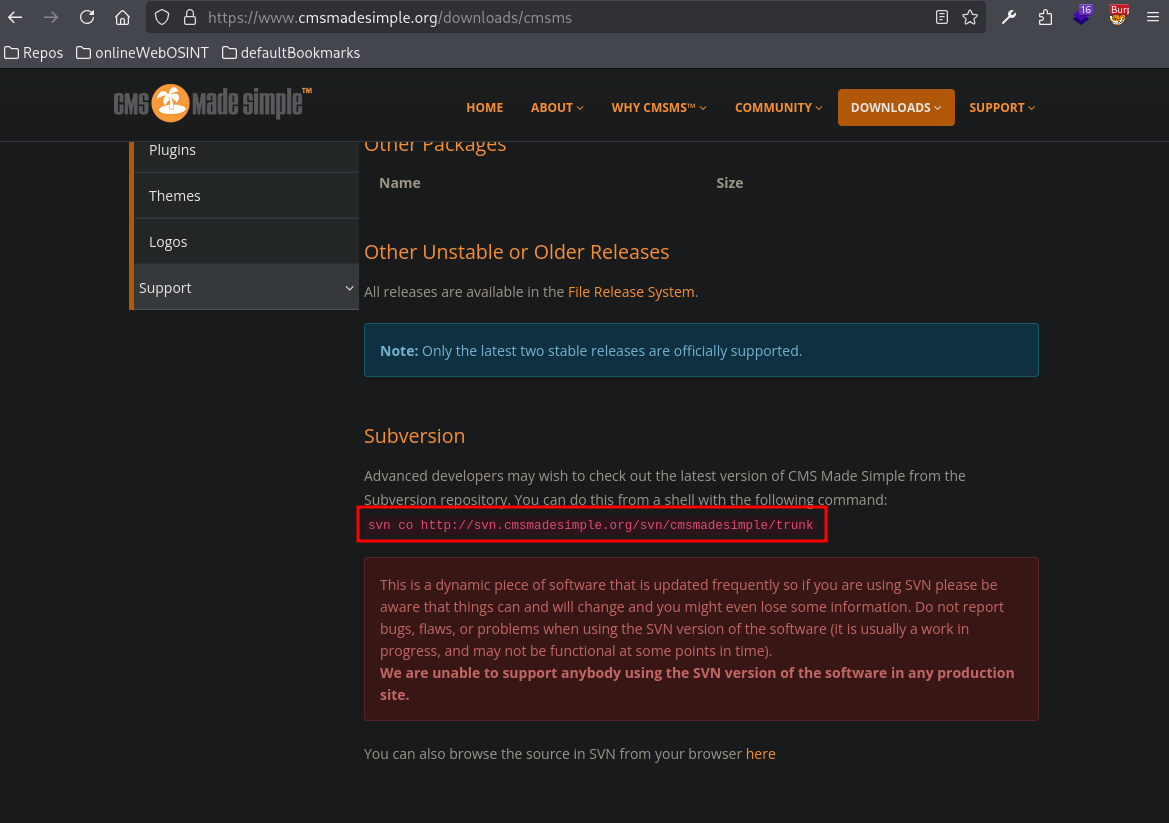 https://www.cmsmadesimple.org/downloads/cmsms
16
Repos onlineWebOSINT defaultBookmarks
CMS made simple™
HOME ABOUT WHY CMSMS™ COMMUNITY DOWNLOADS SUPPORT
Plugins
Themes
Logos
Support
Other Packages
Name Size
Other Unstable or Older Releases
All releases are available in the File Release System.
Note: Only the latest two stable releases are officially supported.
Subversion
Advanced developers may wish to check out the latest version of CMS Made Simple from the
Subversion repository. You can do this from a shell with the following command:
svn co http://svn.cmsmadesimple.org/svn/cmsmadesimple/trunk
This is a dynamic piece of software that is updated frequently so if you are using SVN please be
aware that things can and will change and you might even lose some information. Do not report
bugs, flaws, or problems when using the SVN version of the software (it is usually a work in
progress, and may not be functional at some points in time).
We are unable to support anybody using the SVN version of the software in any production
site.
You can also browse the source in SVN from your browser here